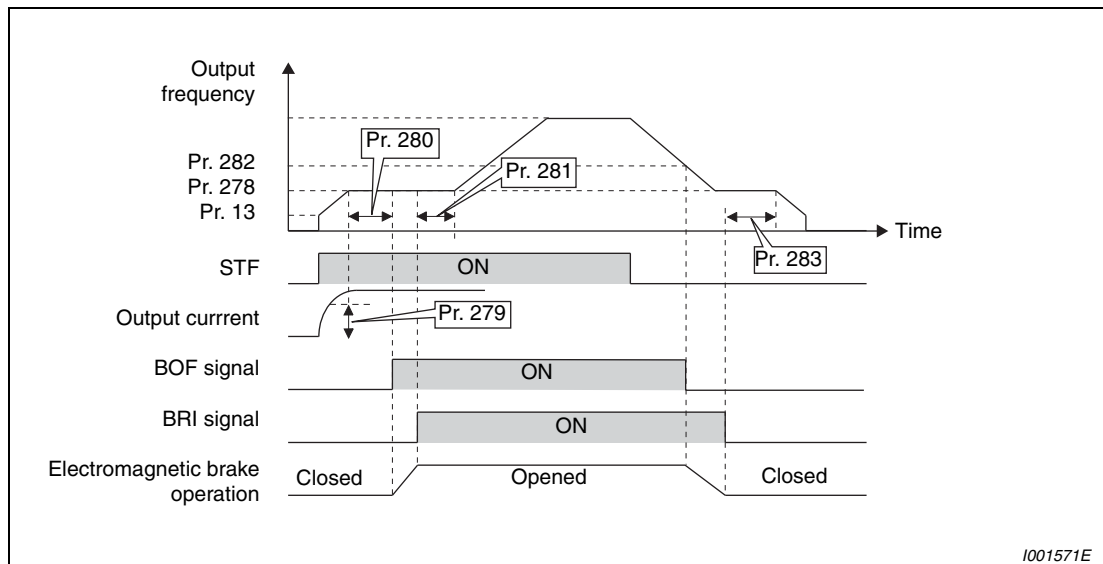 Output
frequency
Pr. 280
Pr. 282
Pr. 281
Pr. 278
Pr. 13
Time
Pr. 283
STF
ON
Output currrent
Pr. 279
BOF signal
ON
BRI signal
ON
Electromagnetic brake
operation
Closed
Opened
Closed
I001571E